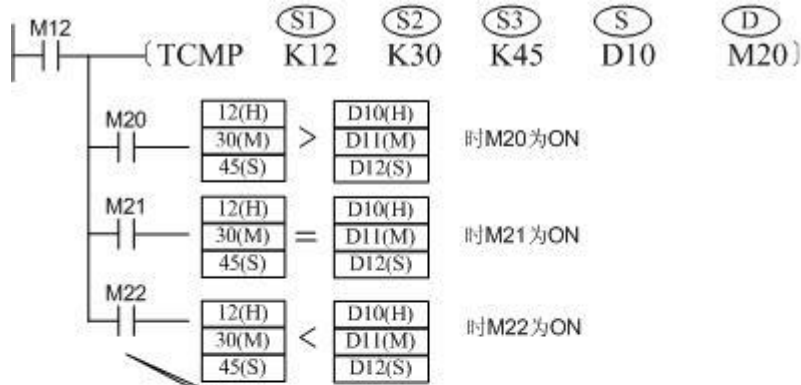 M12 S1 S2 S3 S D
TCMP K12 K30 K45 D10 M20
M20 12(H) D10(H)
30(M) > D11(M) 时M20为ON
45(S) D12(S)
M21 12(H) D10(H)
30(M) = D11(M) 时M21为ON
45(S) D12(S)
M22 12(H) D10(H)
30(M) < D11(M) 时M22为ON
45(S) D12(S)